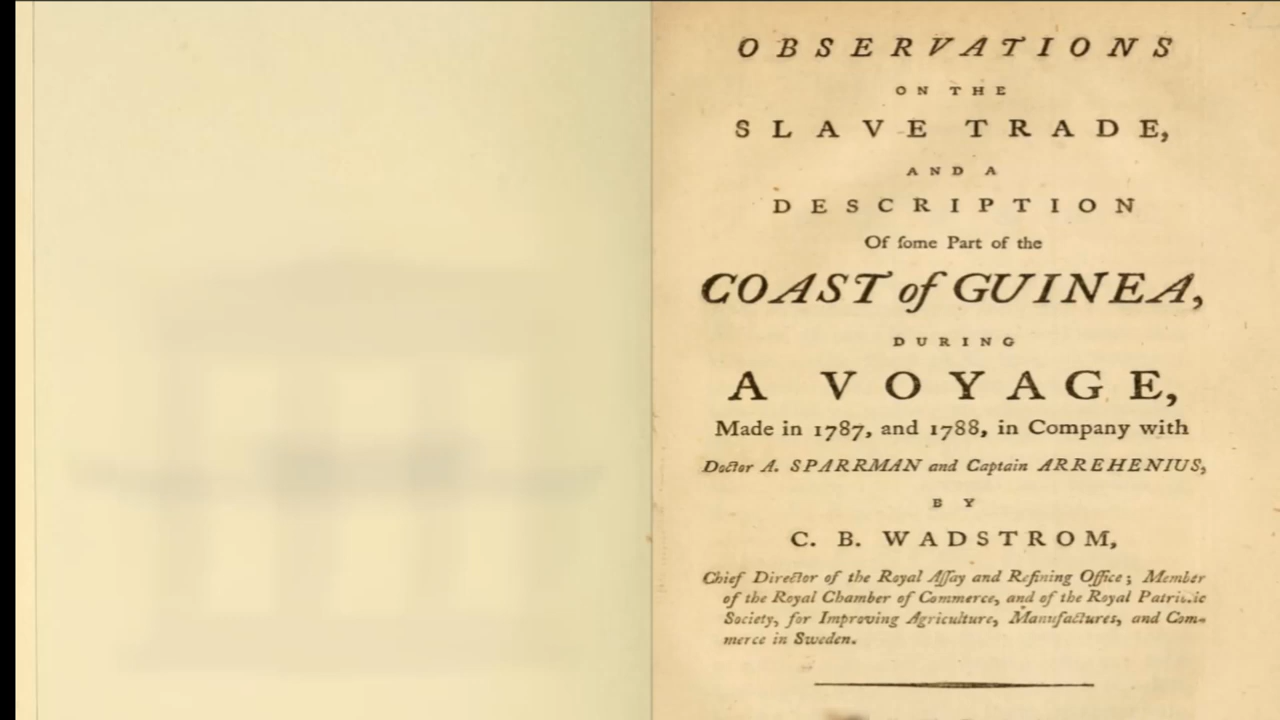 OBSERVATIONS
ON THE
SLAVE TRADE,
AND A
DESCRIPTION
Of ſome Part of the
COAST of GUINEA,
DURING
A VOYAGE,
Made in 1787, and 1788, in Company with
Doctor A. SPARRMAN and Captain ARREHENIUS,
BY
C. B. WADSTROM,
Chief Director of the Royal Aſſay and Refining Office; Member
of the Royal Chamber of Commerce, and of the Royal Patriotic
Society, for Improving Agriculture, Manufactures, and Com-
merce in Sweden.